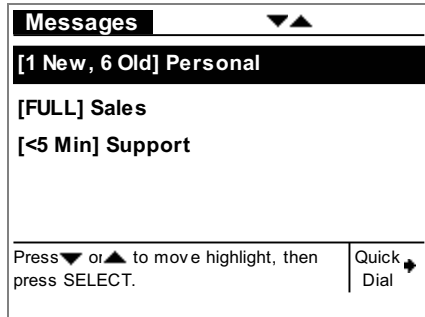 Messages ▼▲
[1 New, 6 Old] Personal
[FULL] Sales
[<5 Min] Support
Press ▼ or ▲ to move highlight, then
press SELECT.
Quick
Dial